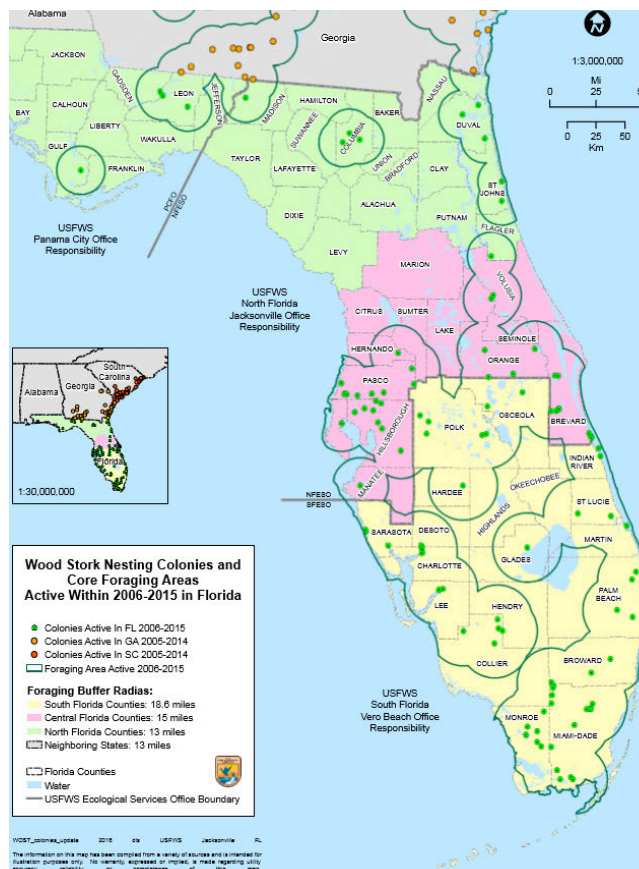 Alabama
Georgia
1:3,000,000
Mi
0 25 50
0 25 50
Km
JACKSON
GADSDEN
LEON
JEFFERSON
MADISON
HAMILTON
NASSAU
BAKER
DUVAL
CALHOUN
BAY
LIBERTY
WAKULLA
GULF
FRANKLIN
TAYLOR
SUWANNEE
COLUMBIA
UNION
BRADFORD
CLAY
ST JOHNS
LAFAYETTE
DIXIE
ALACHUA
PUTNAM
FLAGLER
LEVY
MARION
VOLUSIA
PCFO
NFESO
USFWS
Panama City Office
Responsibility
USFWS
North Florida
Jacksonville Office
Responsibility
CITRUS
SUMTER
LAKE
SEMINOLE
HERNANDO
ORANGE
PASCO
HILLSBOROUGH
POLK
OSCEOLA
BREVARD
INDIAN
RIVER
MANATEE
HARDEE
OKEECHOBEE
HIGHLANDS
ST LUCIE
NFESO
SFESO
SARASOTA
DESOTO
MARTIN
CHARLOTTE
GLADES
LEE
HENDRY
PALM
BEACH
COLLIER
BROWARD
MONROE
MIAMI-DADE
USFWS
South Florida
Vero Beach Office
Responsibility
South
Carolina
Alabama
Georgia
Florida
1:30,000,000
Wood Stork Nesting Colonies and
Core Foraging Areas
Active Within 2006-2015 in Florida
Colonies Active In FL 2006-2015
Colonies Active in GA 2005-2014
Colonies Active in SC 2005-2014
Foraging Area Active 2006-2015
Foraging Buffer Radius:
South Florida Counties: 18.6 miles
Central Florida Counties: 15 miles
North Florida Counties: 13 miles
Neighboring States: 13 miles
Florida Counties
Water
USFWS Ecological Services Office Boundary
WOST_colonies_update 2016 dls USFWS Jacksonville FL
The information on this map has been compiled from a variety of sources and is intended for
illustration purposes only. No warranty, expressed or implied, is made regarding utility